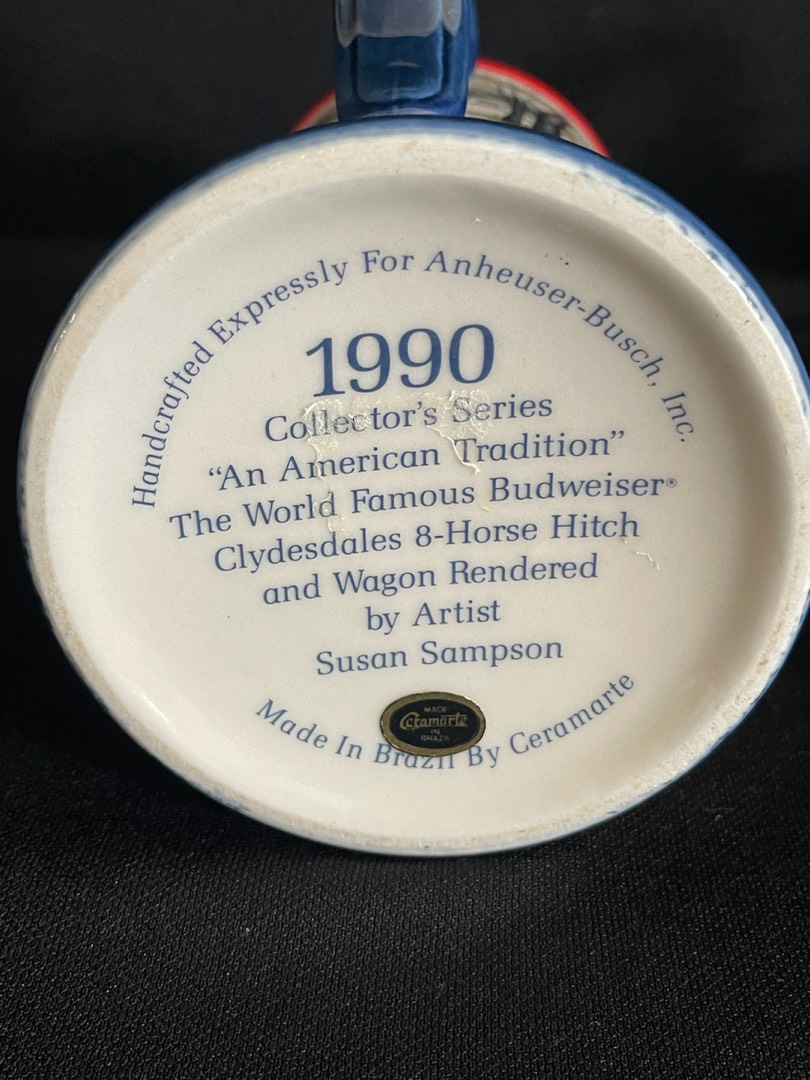 Handcrafted Expressly For Anheuser-Busch, Inc.
1990
Collector's Series
"An American Tradition"
The World Famous Budweiser®
Clydesdales 8-Horse Hitch
and Wagon Rendered
by Artist
Susan Sampson
MADE
Ceramarte
IN
BRAZIL
Made In Brazil By Ceramarte